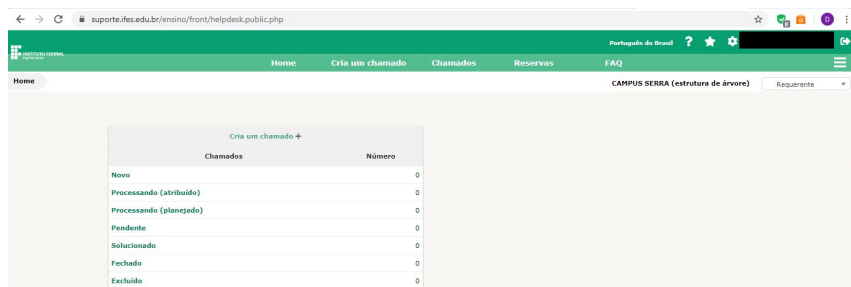 suporte.ifes.edu.br/ensino/front/helpdesk.public.php
D
INSTITUTO FEDERAL
Português do Brasil ?
Home Cria um chamado Chamados Reservas FAQ
Home CAMPUS SERRA (estrutura de árvore) Requerente
Cria um chamado +
Chamados Número
Novo 0
Processando (atribuído) 0
Processando (planejado) 0
Pendente 0
Solucionado 0
Fechado 0
Excluído 0